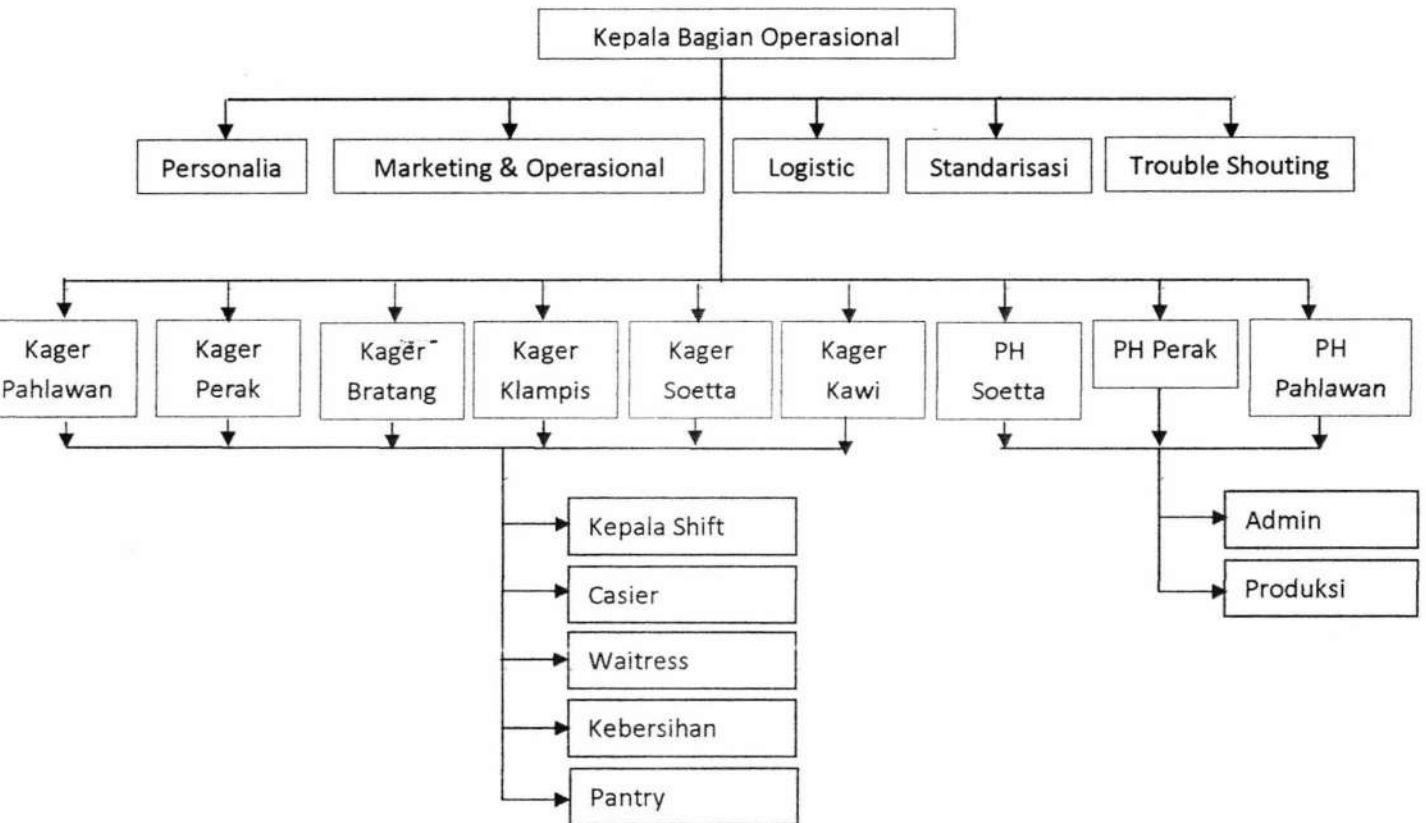 Kepala Bagian Operasional
Personalia
Marketing & Operasional
Logistic
Standarisasi
Trouble Shouting
Kager
Pahlawan
Kager
Perak
Kager
Bratang
Kager
Klampis
Kager
Soetta
Kager
Kawi
PH
Soetta
PH Perak
PH
Pahlawan
Kepala Shift
Casier
Waitress
Kebersihan
Pantry
Admin
Produksi